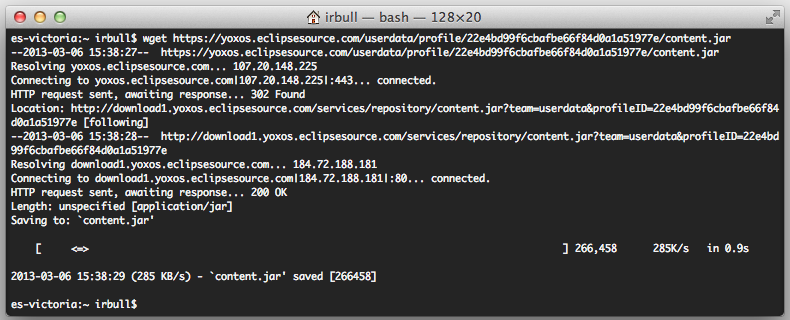 irbull — bash — 128×20
es-victoria:~ irbull$ wget https://yoxos.eclipsesource.com/userdata/profile/22e4bd99f6cbafbe66f84d0a1a51977e/content.jar
--2013-03-06 15:38:27--  https://yoxos.eclipsesource.com/userdata/profile/22e4bd99f6cbafbe66f84d0a1a51977e/content.jar
Resolving yoxos.eclipsesource.com... 107.20.148.225
Connecting to yoxos.eclipsesource.com|107.20.148.225|:443... connected.
HTTP request sent, awaiting response... 302 Found
Location: http://download1.yoxos.eclipsesource.com/services/repository/content.jar?team=userdata&profileID=22e4bd99f6cbafbe66f84
d0a1a51977e [following]
--2013-03-06 15:38:28--  http://download1.yoxos.eclipsesource.com/services/repository/content.jar?team=userdata&profileID=22e4bd
99f6cbafbe66f84d0a1a51977e
Resolving download1.yoxos.eclipsesource.com... 184.72.188.181
Connecting to download1.yoxos.eclipsesource.com|184.72.188.181|:80... connected.
HTTP request sent, awaiting response... 200 OK
Length: unspecified [application/jar]
Saving to: `content.jar'
[ <=> ] 266,458 285K/s in 0.9s
2013-03-06 15:38:29 (285 KB/s) - `content.jar' saved [266458]
es-victoria:~ irbull$